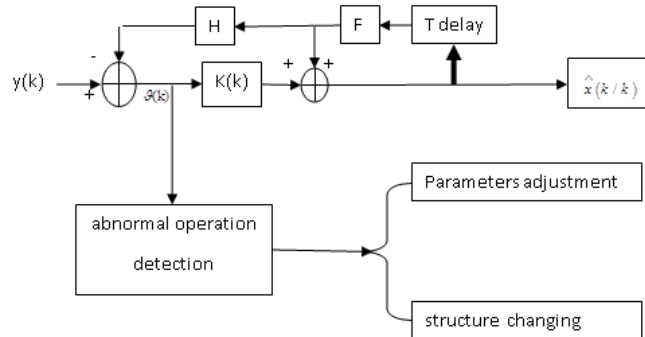 H
F
T delay
-
+
+
y(k)
+
ϑ(k)
K(k)
+
x̂(k/k)
Parameters adjustment
abnormal operation
detection
structure changing